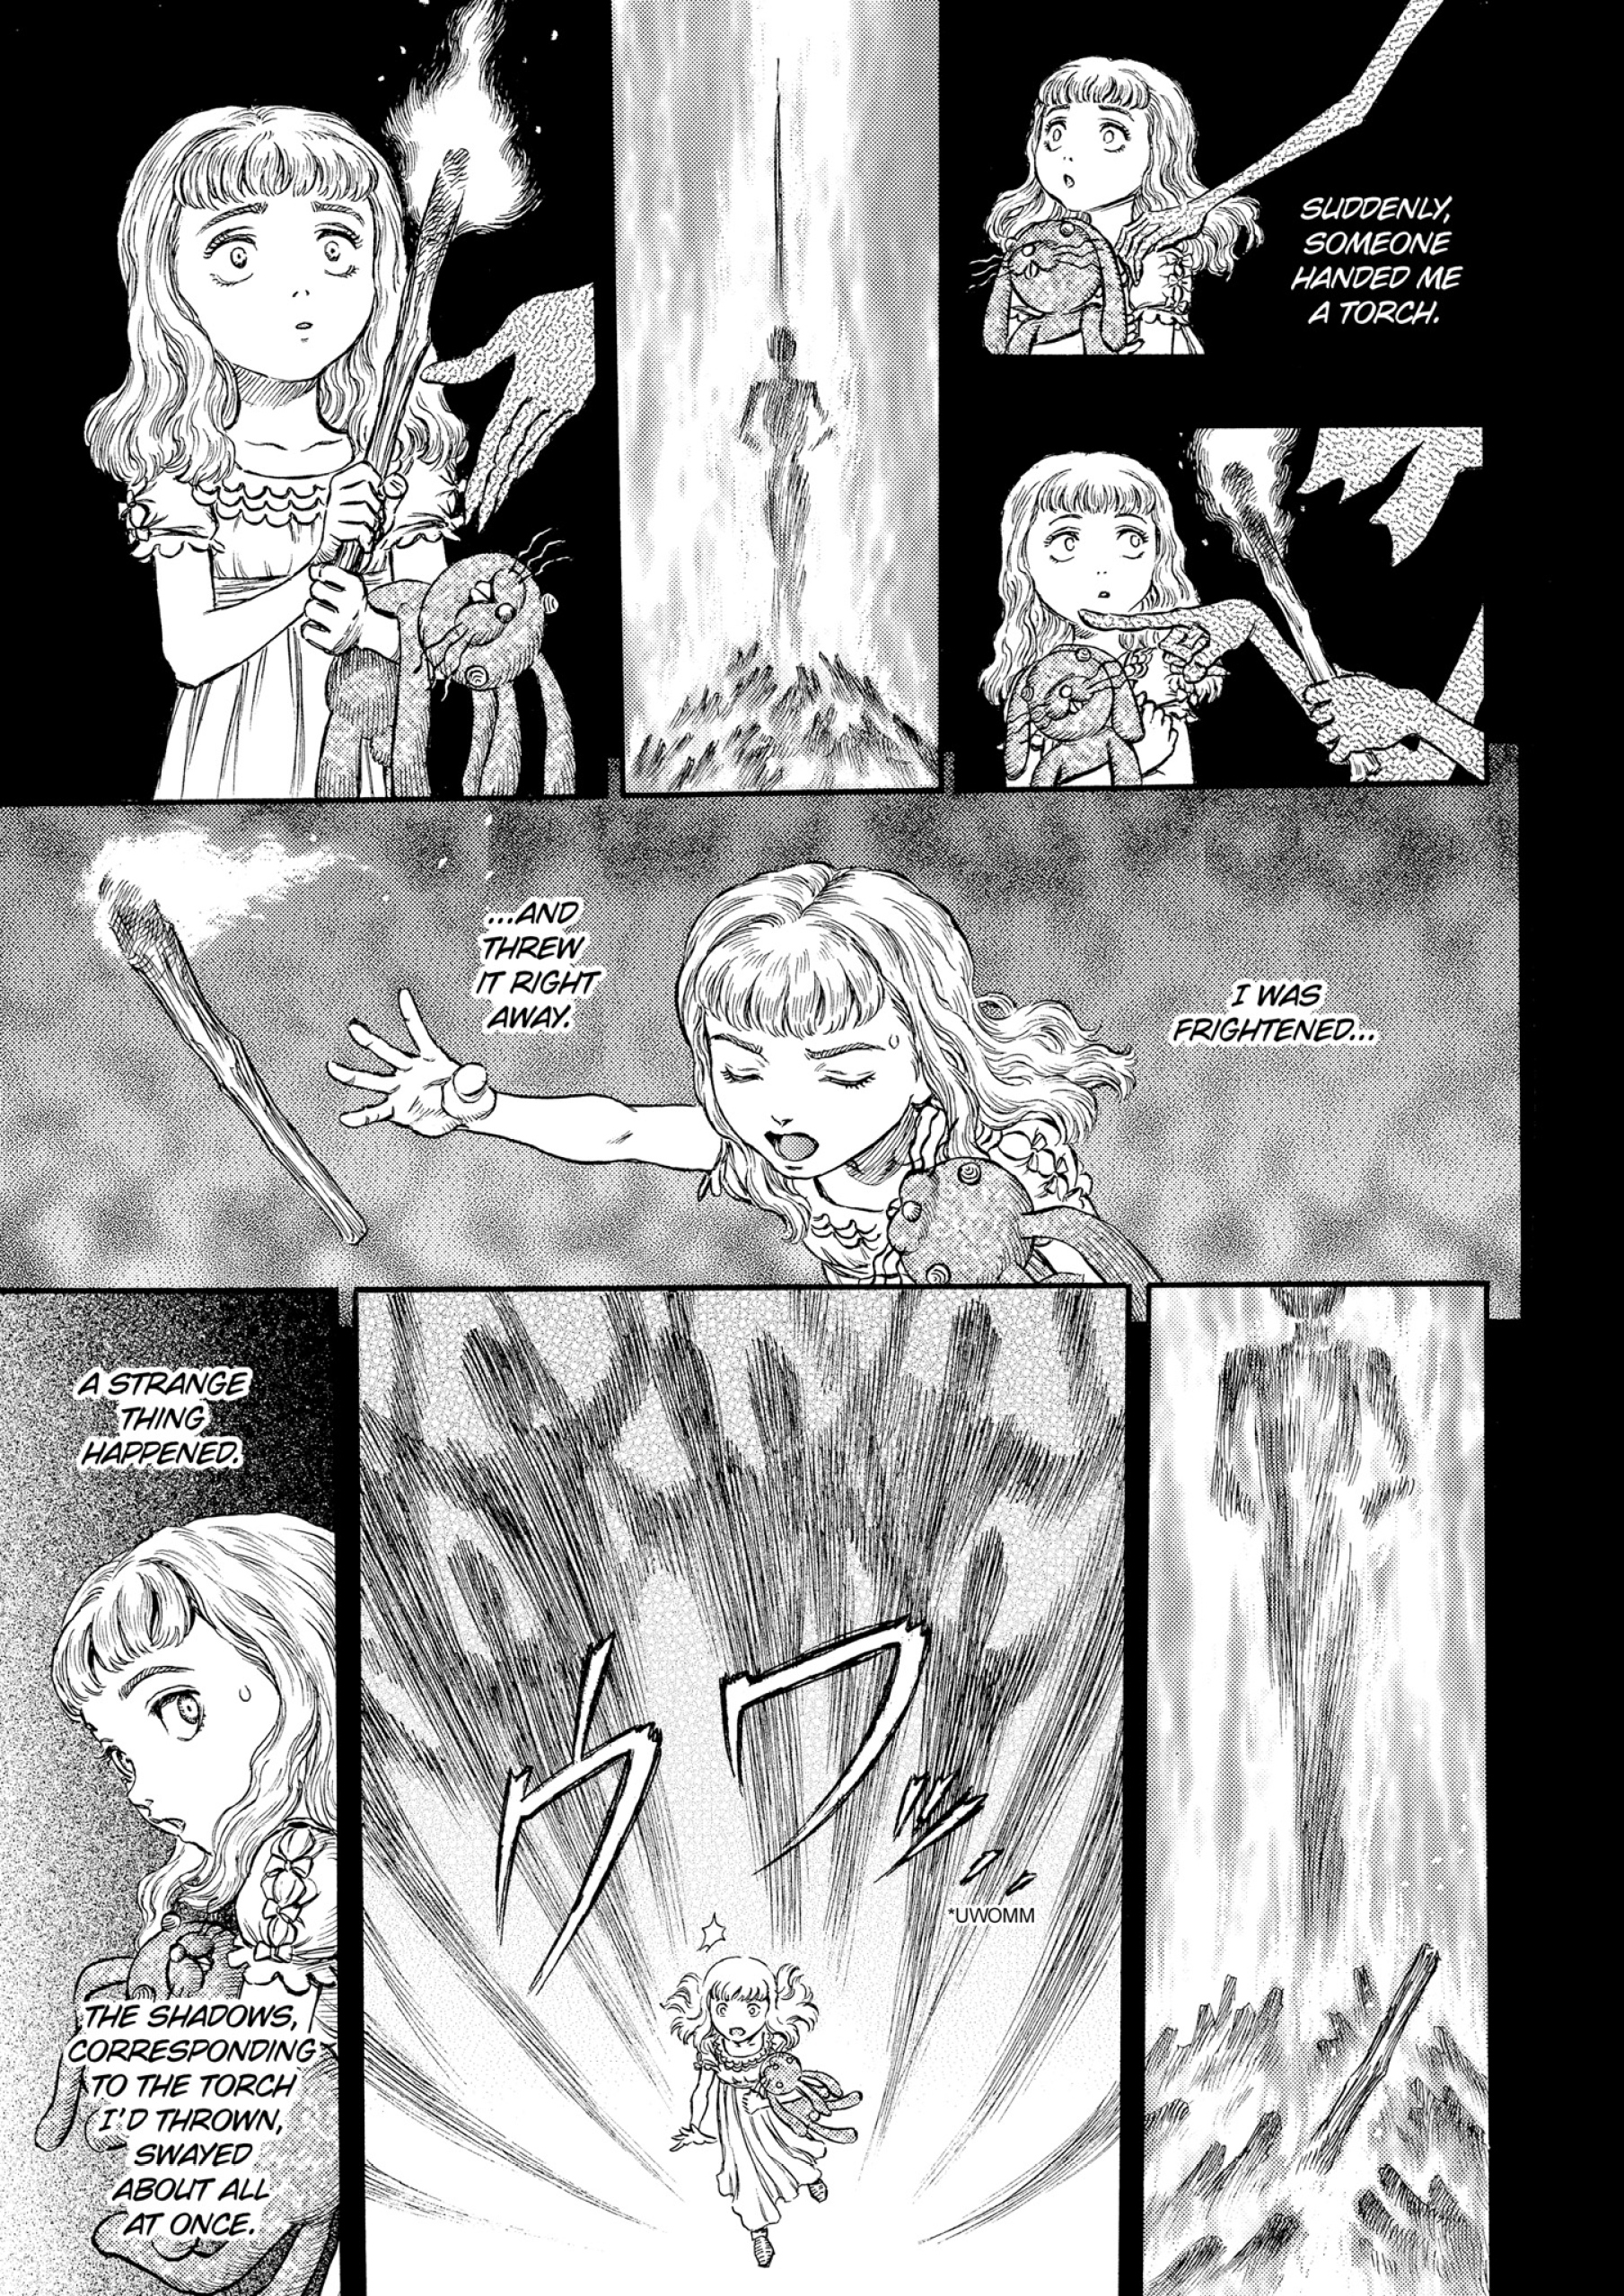 SUDDENLY,
SOMEONE
HANDED ME
A TORCH.
I WAS
FRIGHTENED...
...AND
THREW
IT RIGHT
AWAY.
ウワッ
*UWOMM
A STRANGE
THING
HAPPENED.
THE SHADOWS,
CORRESPONDING
TO THE TORCH
I'D THROWN,
SWAYED
ABOUT ALL
AT ONCE.